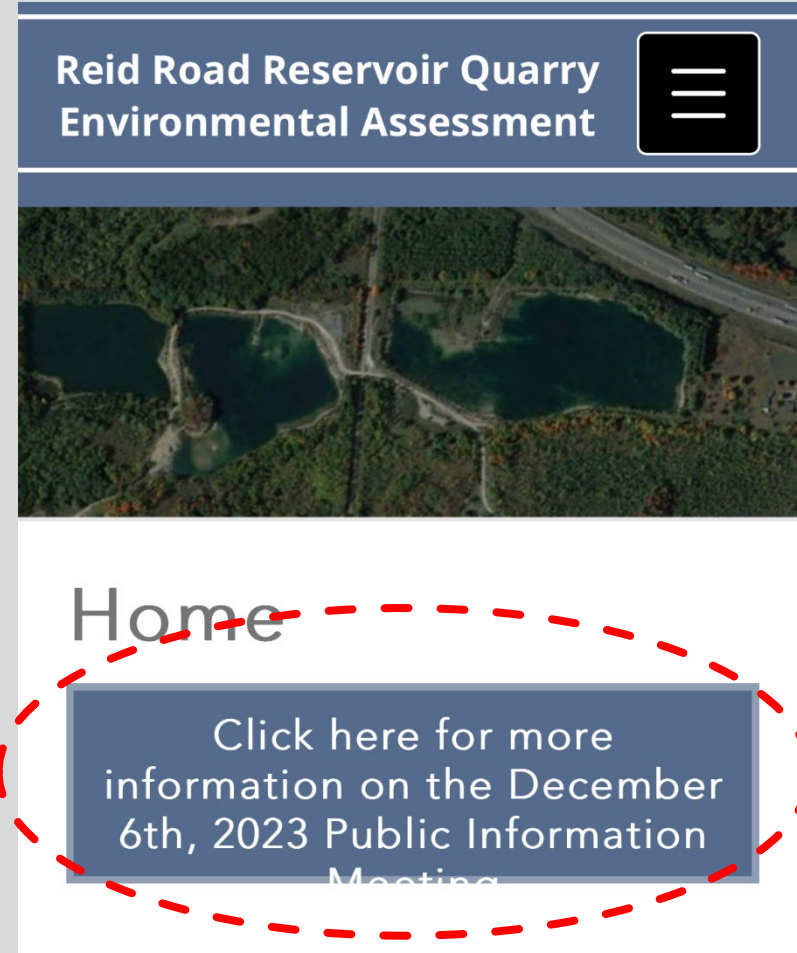 Reid Road Reservoir Quarry
Environmental Assessment
Home
Click here for more
information on the December
6th, 2023 Public Information
Meeting